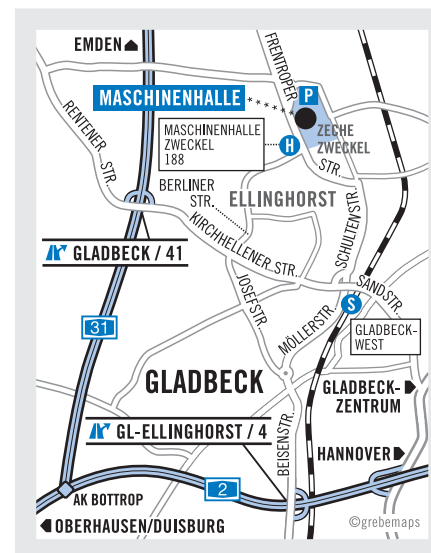 EMDEN
FRENTROPER
STR.
P
MASCHINENHALLE
RENTENER
STR.
MASCHINENHALLE
ZWECKEL
188
H
ZECHE
ZWECKEL
BERLINER
STR.
ELLINGHORST
KIRCHHELLENER STR.
SCHULTENSTR.
GLADBECK / 41
SANDSTR.
S
JOSEFSTR.
MÖLLERSTR.
31
GLADBECK-
WEST
GLADBECK
GLADBECK-
ZENTRUM
GL-ELLINGHORST / 4
BEISENSTR.
HANNOVER
2
AK BOTTROP
OBERHAUSEN/DUISBURG
©grebemaps